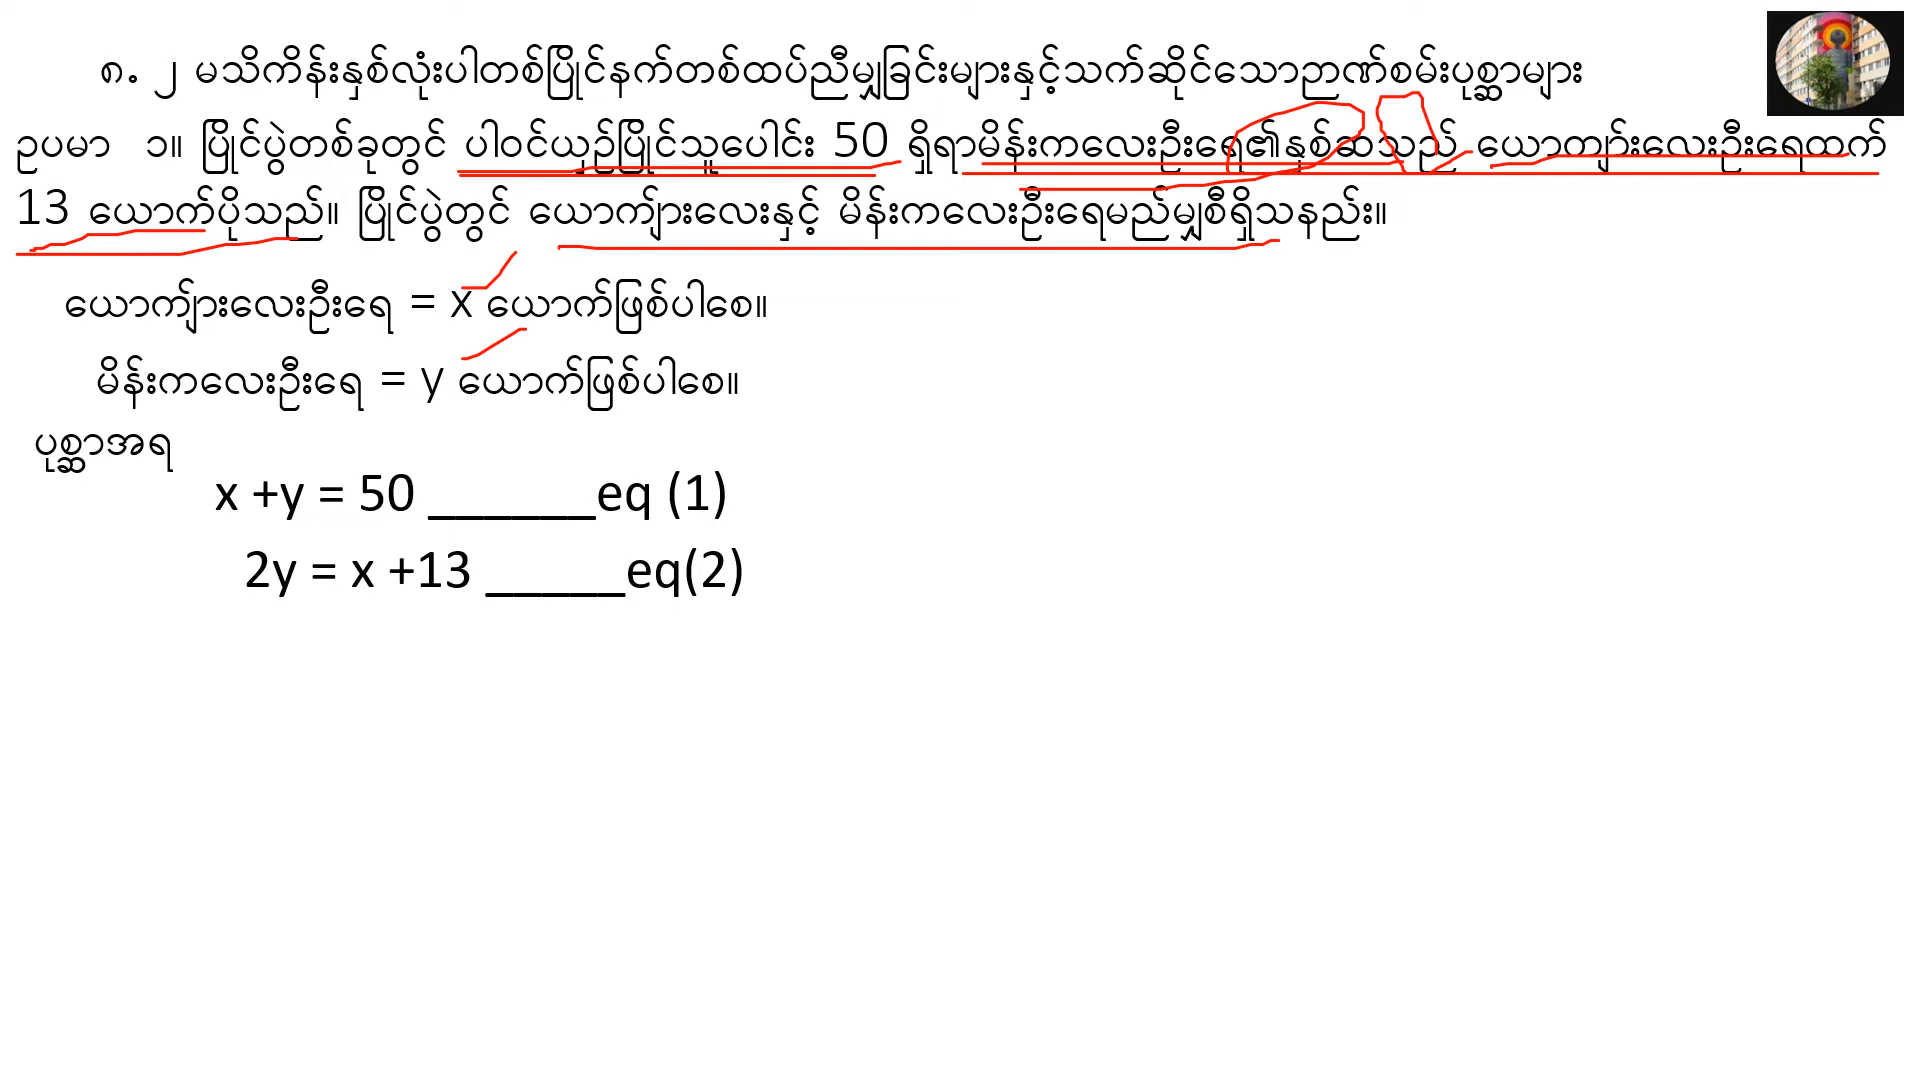 ၈. ၂ မသိကိန်းနှစ်လုံးပါတစ်ပြိုင်နက်တစ်ထပ်ညီမျှခြင်းများနှင့်သက်ဆိုင်သောဉာဏ်စမ်းပုစ္ဆာများ
ဥပမာ ၁။ ပြိုင်ပွဲတစ်ခုတွင် ပါဝင်ယှဉ်ပြိုင်သူပေါင်း 50 ရှိရာမိန်းကလေးဦးရေ၏နှစ်ဆသည် ယောကျာ်းလေးဦးရေထက်
13 ယောက်ပိုသည်။ ပြိုင်ပွဲတွင် ယောကျ်ားလေးနှင့် မိန်းကလေးဦးရေမည်မျှစီရှိသနည်း။
ယောကျ်ားလေးဦးရေ = x ယောက်ဖြစ်ပါစေ။
မိန်းကလေးဦးရေ = y ယောက်ဖြစ်ပါစေ။
ပုစ္ဆာအရ
x +y = 50 ______eq (1)
2y = x +13 _____eq(2)